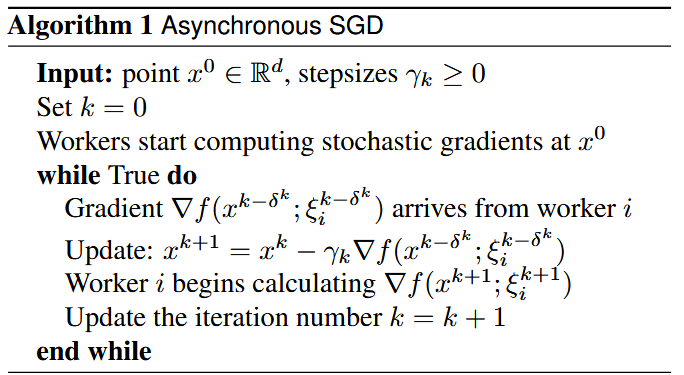 Algorithm 1 Asynchronous SGD
Input: point $x^0 \in \mathbb{R}^d$, stepsizes $\gamma_k \geq 0$
Set $k = 0$
Workers start computing stochastic gradients at $x^0$
while True do
Gradient $\nabla f(x^{k-\delta^k}; \xi_i^{k-\delta^k})$ arrives from worker $i$
Update: $x^{k+1} = x^k - \gamma_k \nabla f(x^{k-\delta^k}; \xi_i^{k-\delta^k})$
Worker $i$ begins calculating $\nabla f(x^{k+1}; \xi_i^{k+1})$
Update the iteration number $k = k + 1$
end while